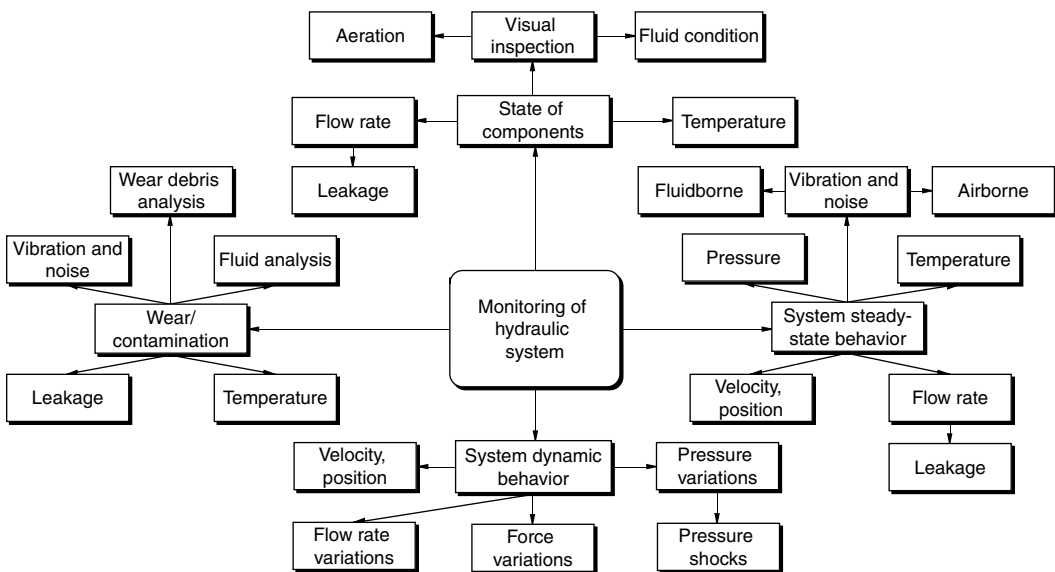 Aeration
Visual
inspection
Fluid condition
Flow rate
State of
components
Temperature
Leakage
Wear debris
analysis
Vibration and
noise
Fluid analysis
Wear/
contamination
Leakage
Temperature
Monitoring of
hydraulic
system
Fluidborne
Vibration and
noise
Airborne
Pressure
Temperature
System steady-
state behavior
Velocity,
position
Flow rate
Leakage
Velocity,
position
System dynamic
behavior
Pressure
variations
Flow rate
variations
Force
variations
Pressure
shocks